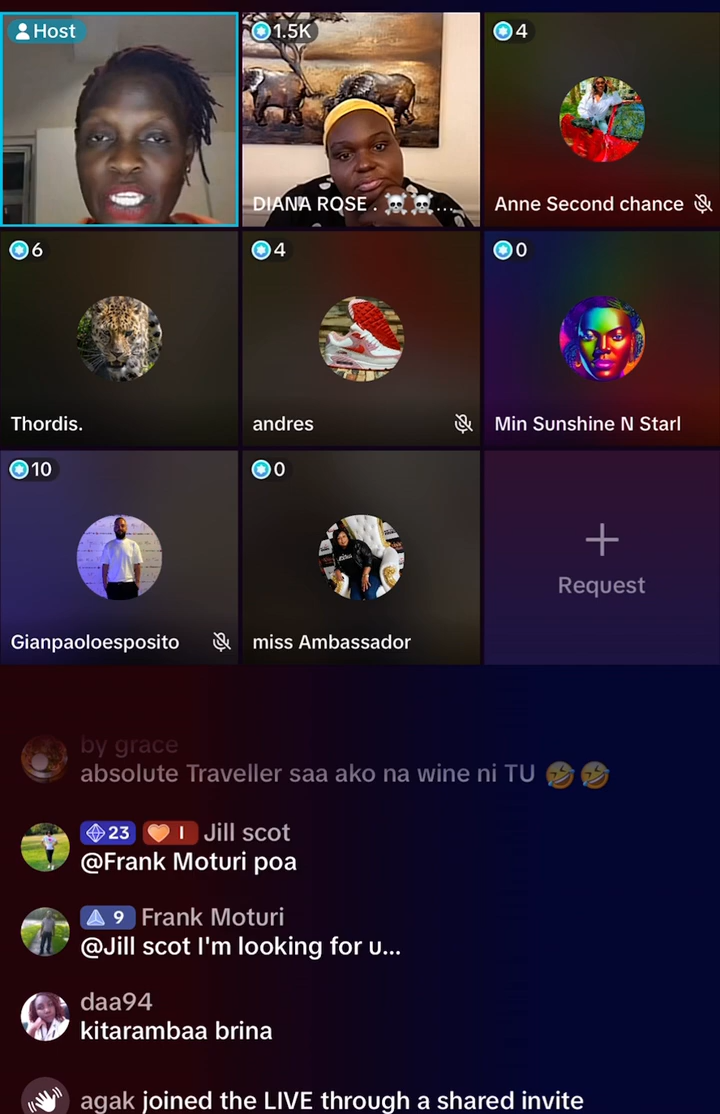 Host
1.5K
4
DIANA ROSE . ☠️☠️...
Anne Second chance
6
4
0
Thordis.
andres
Min Sunshine N Starl
10
0
Request
Gianpaoloesposito
miss Ambassador
by grace
absolute Traveller saa ako na wine ni TU 🤣🤣
23 I Jill scot
@Frank Moturi poa
9 Frank Moturi
@Jill scot I'm looking for u...
daa94
kitarambaa brina
agak joined the LIVE through a shared invite